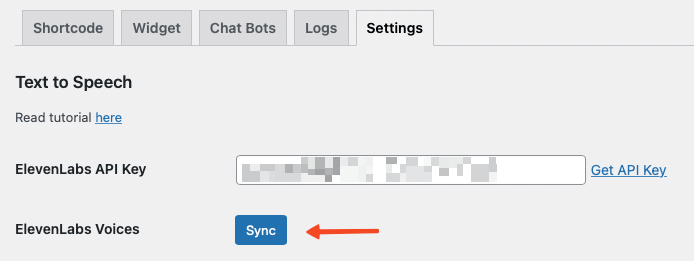 Shortcode Widget Chat Bots Logs Settings
Text to Speech
Read tutorial here
ElevenLabs API Key Get API Key
ElevenLabs Voices Sync